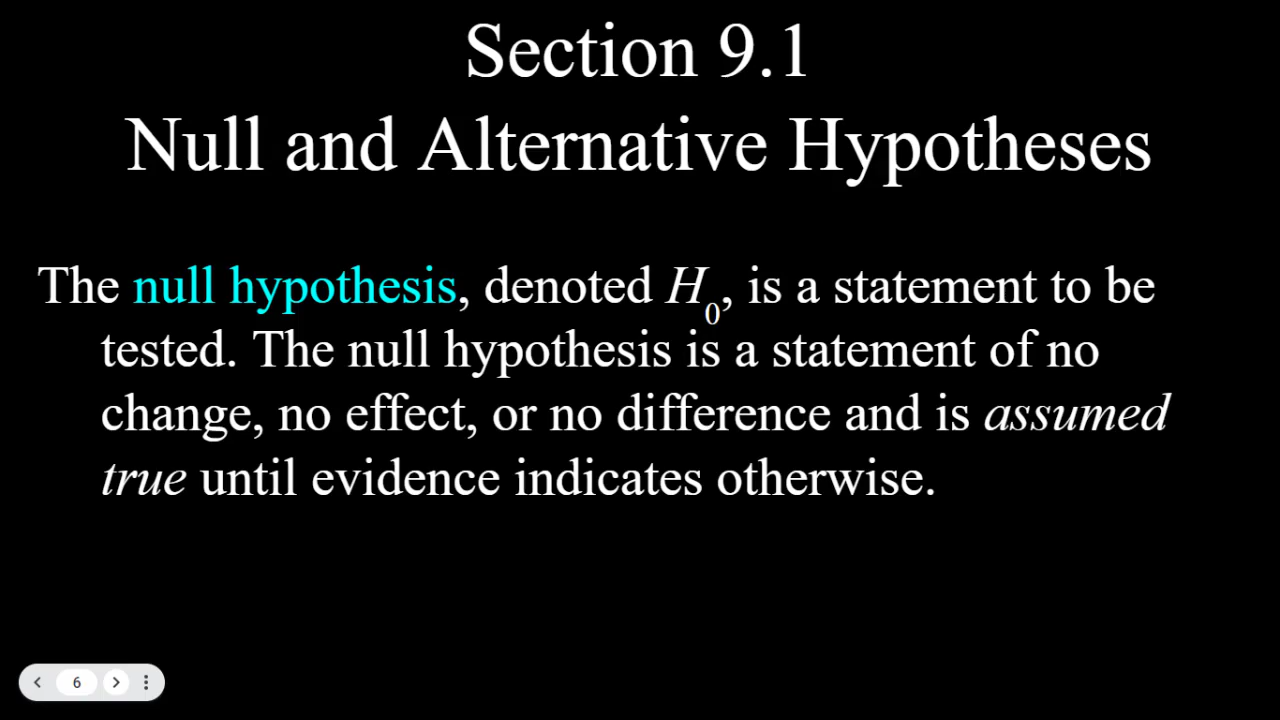 Section 9.1
Null and Alternative Hypotheses
The null hypothesis, denoted H₀, is a statement to be
tested. The null hypothesis is a statement of no
change, no effect, or no difference and is assumed
true until evidence indicates otherwise.
6